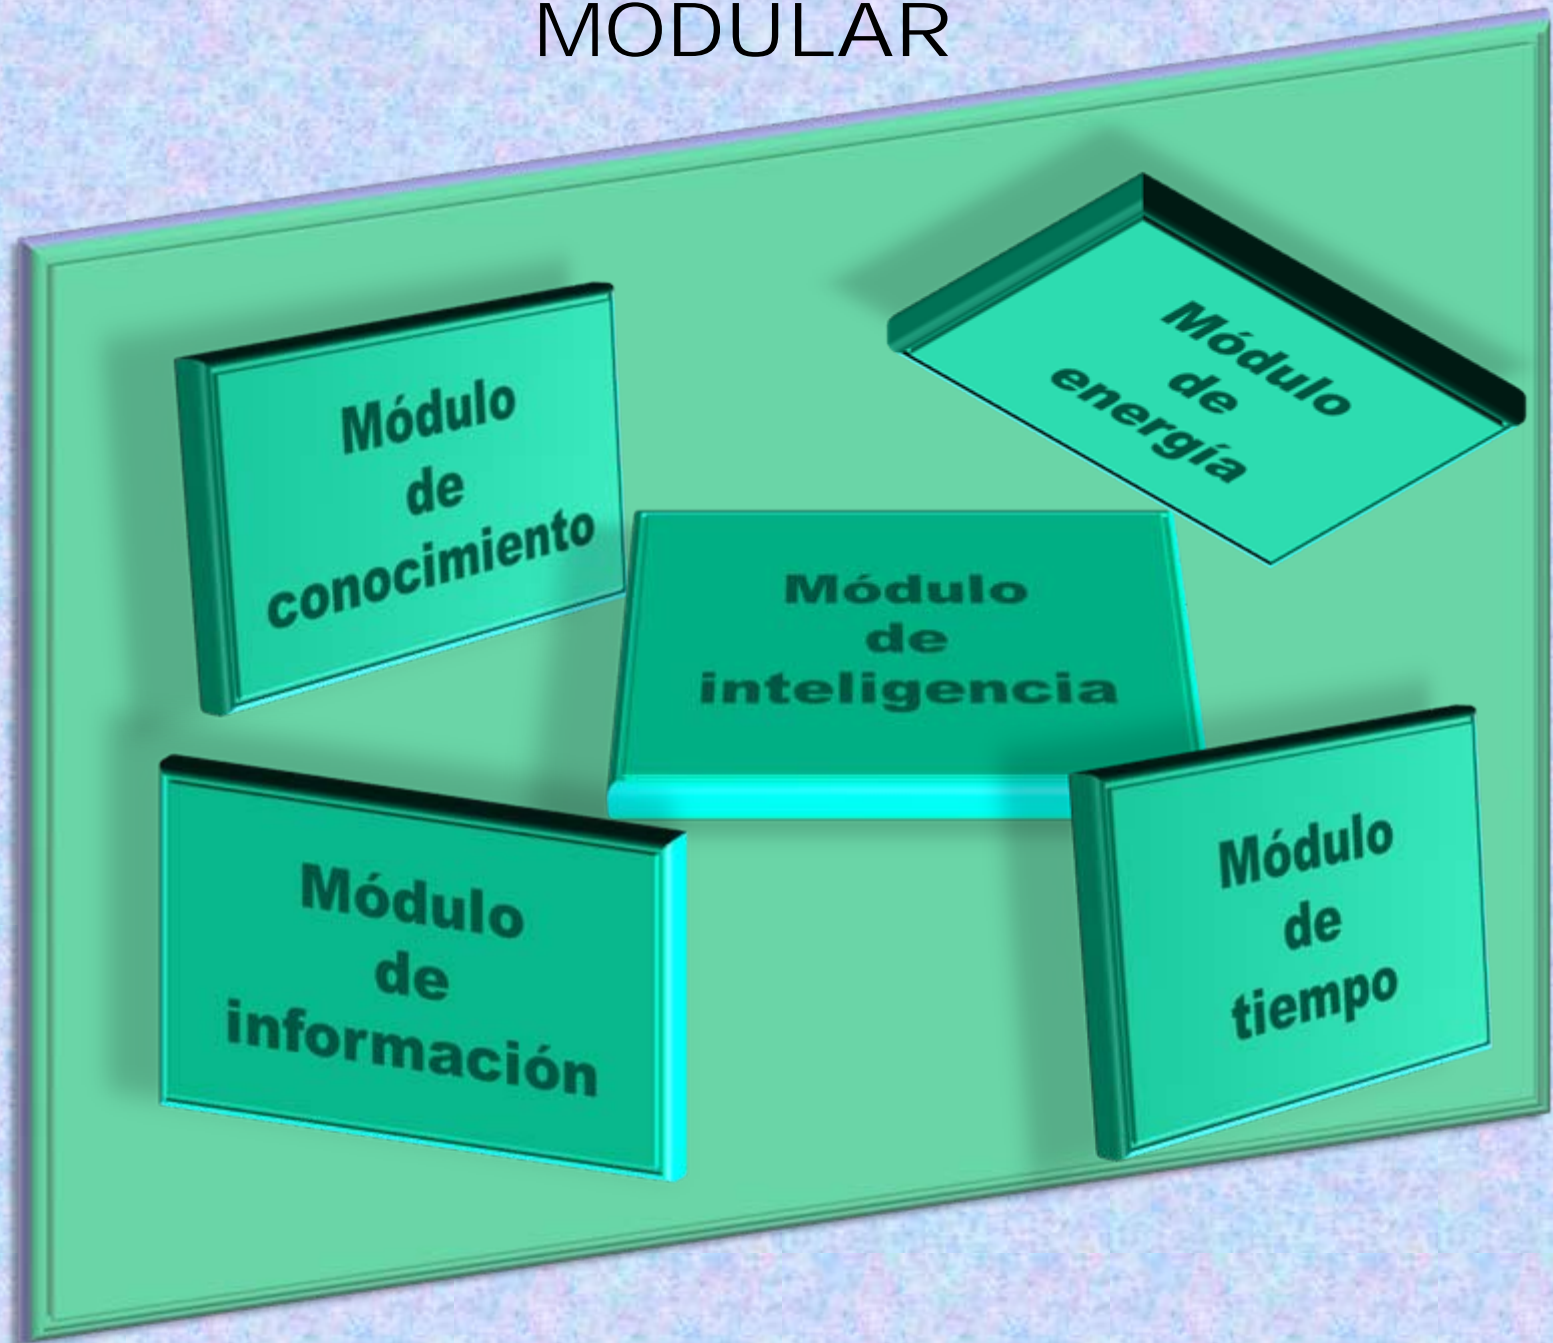 MODULAR
Módulo
de
conocimiento
Módulo
de
energía
Módulo
de
inteligencia
Módulo
de
información
Módulo
de
tiempo